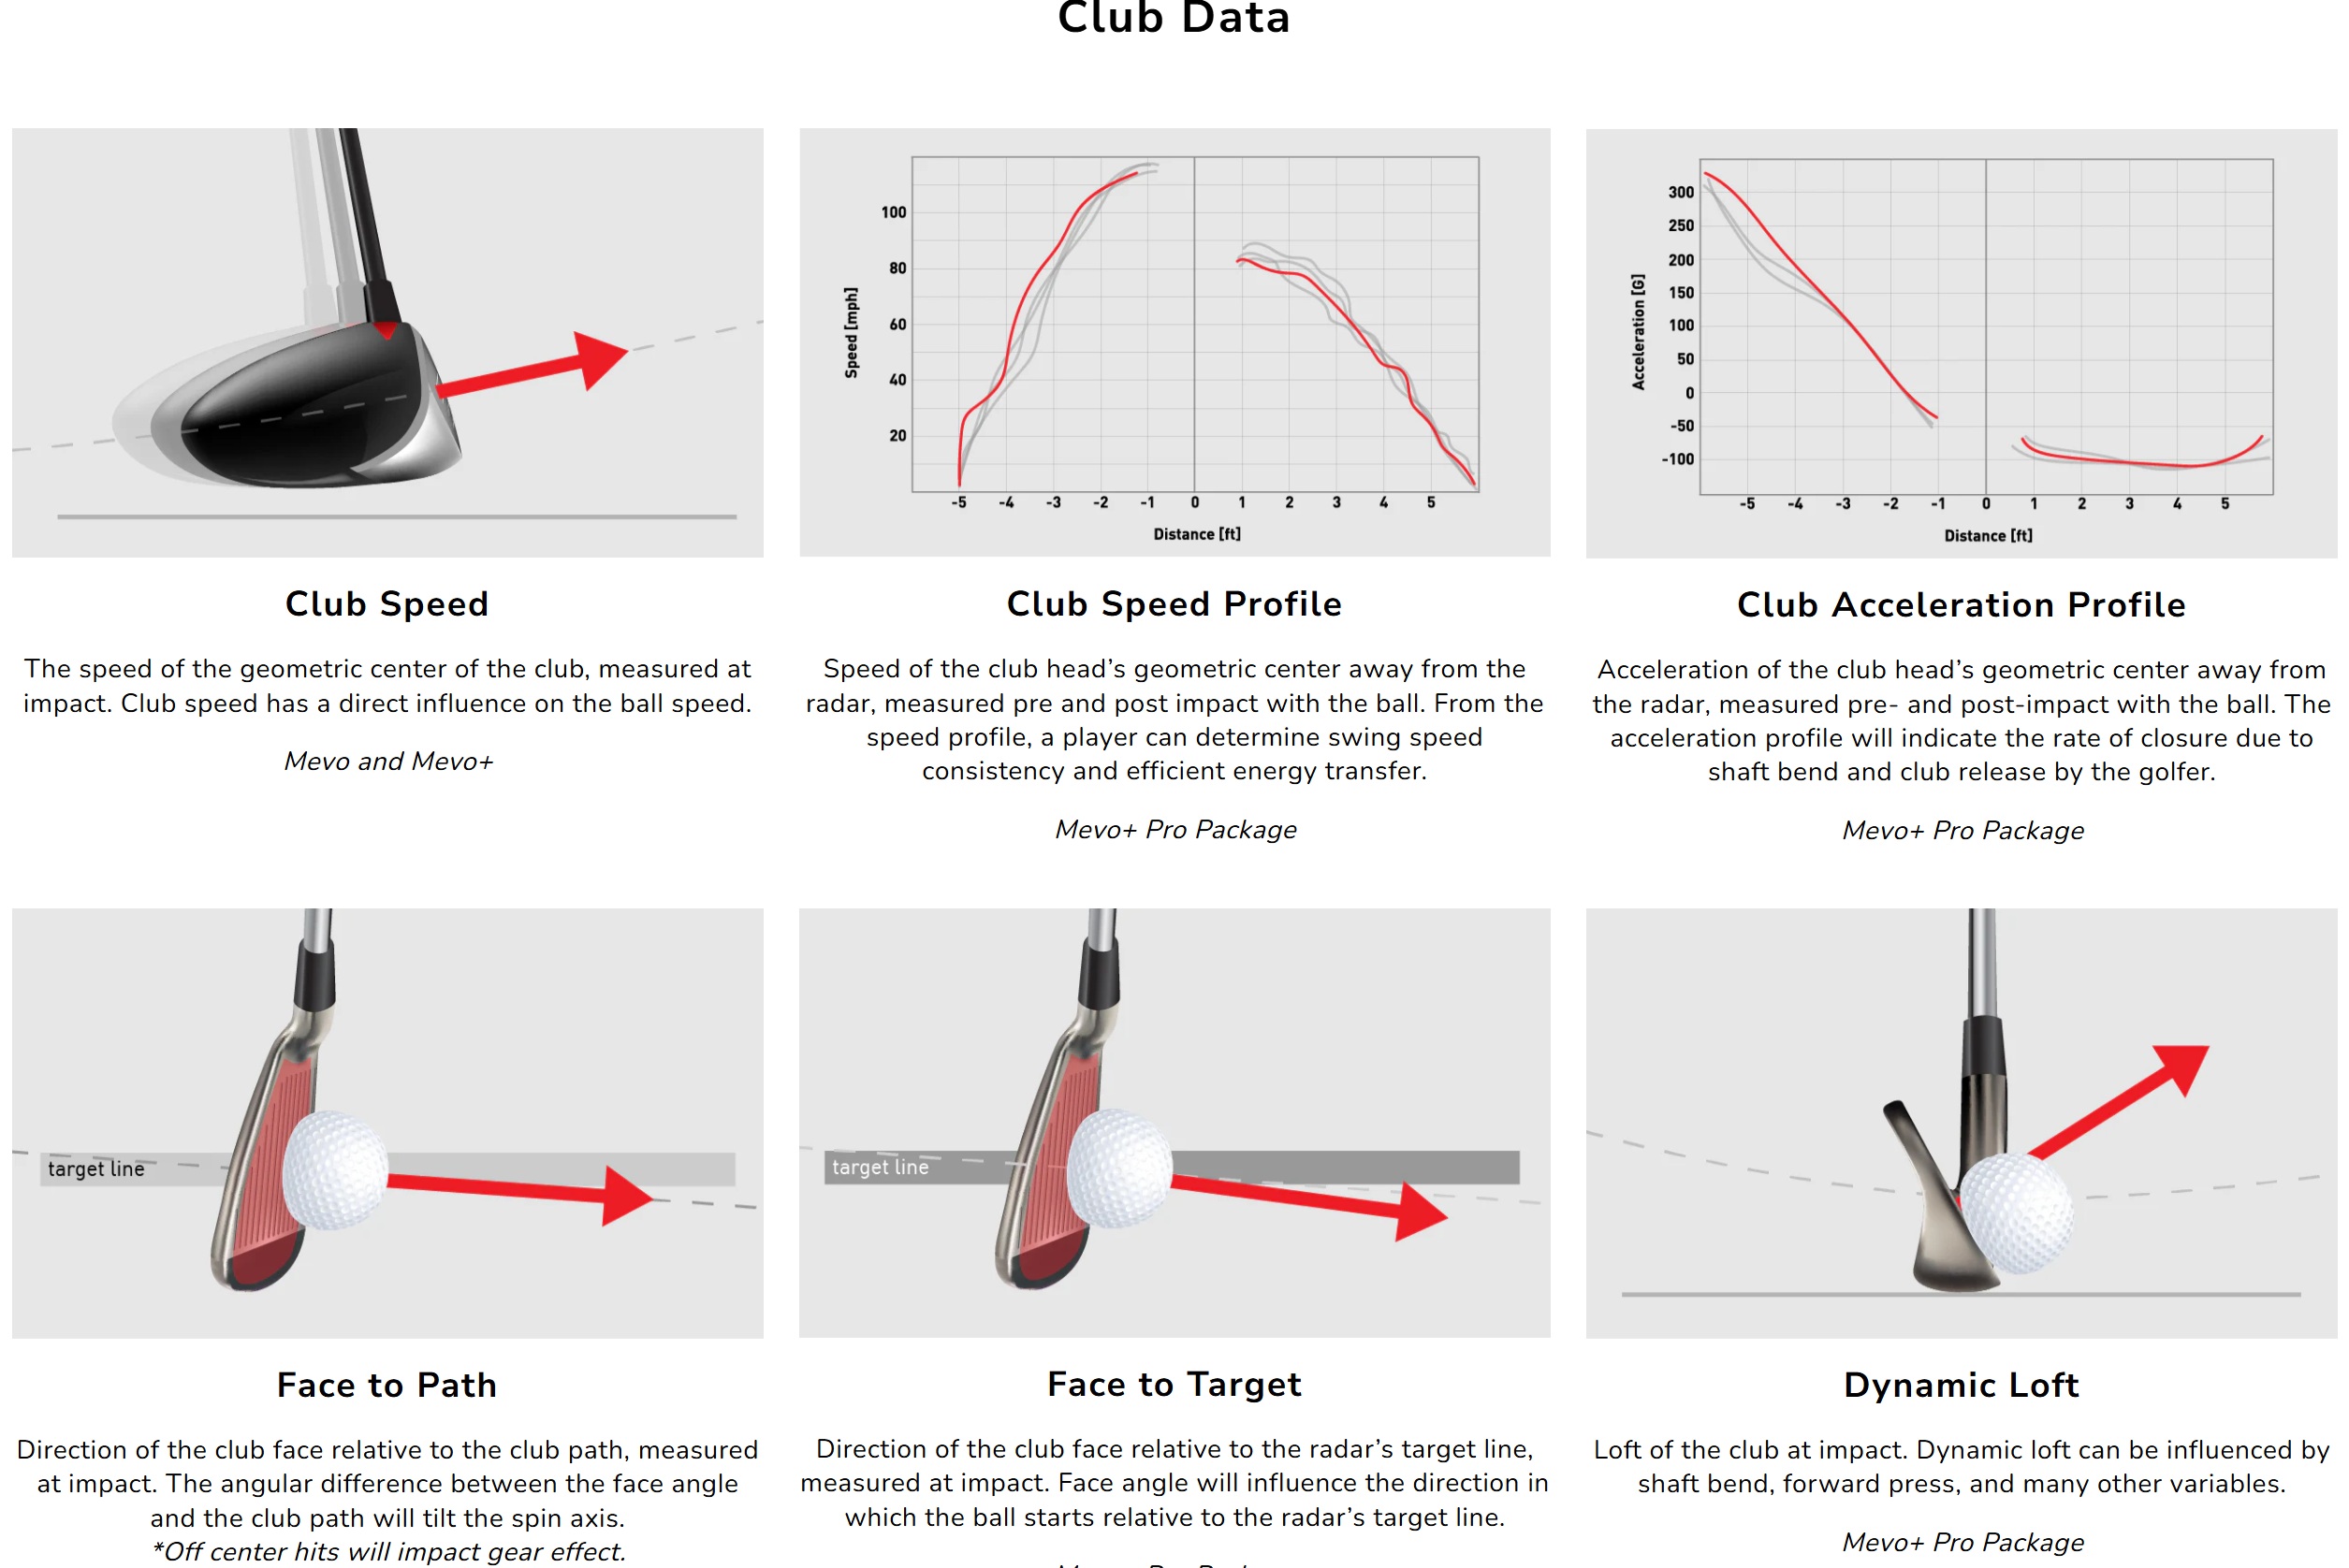 Club Data
100
80
60
40
20
Speed [mph]
-5 -4 -3 -2 -1 0 1 2 3 4 5
Distance [ft]
300
250
200
150
100
50
0
-50
-100
Acceleration [G]
-5 -4 -3 -2 -1 0 1 2 3 4 5
Distance [ft]
Club Speed
The speed of the geometric center of the club, measured at
impact. Club speed has a direct influence on the ball speed.
Mevo and Mevo+
Club Speed Profile
Speed of the club head’s geometric center away from the
radar, measured pre and post impact with the ball. From the
speed profile, a player can determine swing speed
consistency and efficient energy transfer.
Mevo+ Pro Package
Club Acceleration Profile
Acceleration of the club head’s geometric center away from
the radar, measured pre- and post-impact with the ball. The
acceleration profile will indicate the rate of closure due to
shaft bend and club release by the golfer.
Mevo+ Pro Package
target line
target line
Face to Path
Direction of the club face relative to the club path, measured
at impact. The angular difference between the face angle
and the club path will tilt the spin axis.
*Off center hits will impact gear effect.
Face to Target
Direction of the club face relative to the radar’s target line,
measured at impact. Face angle will influence the direction in
which the ball starts relative to the radar’s target line.
Dynamic Loft
Loft of the club at impact. Dynamic loft can be influenced by
shaft bend, forward press, and many other variables.
Mevo+ Pro Package